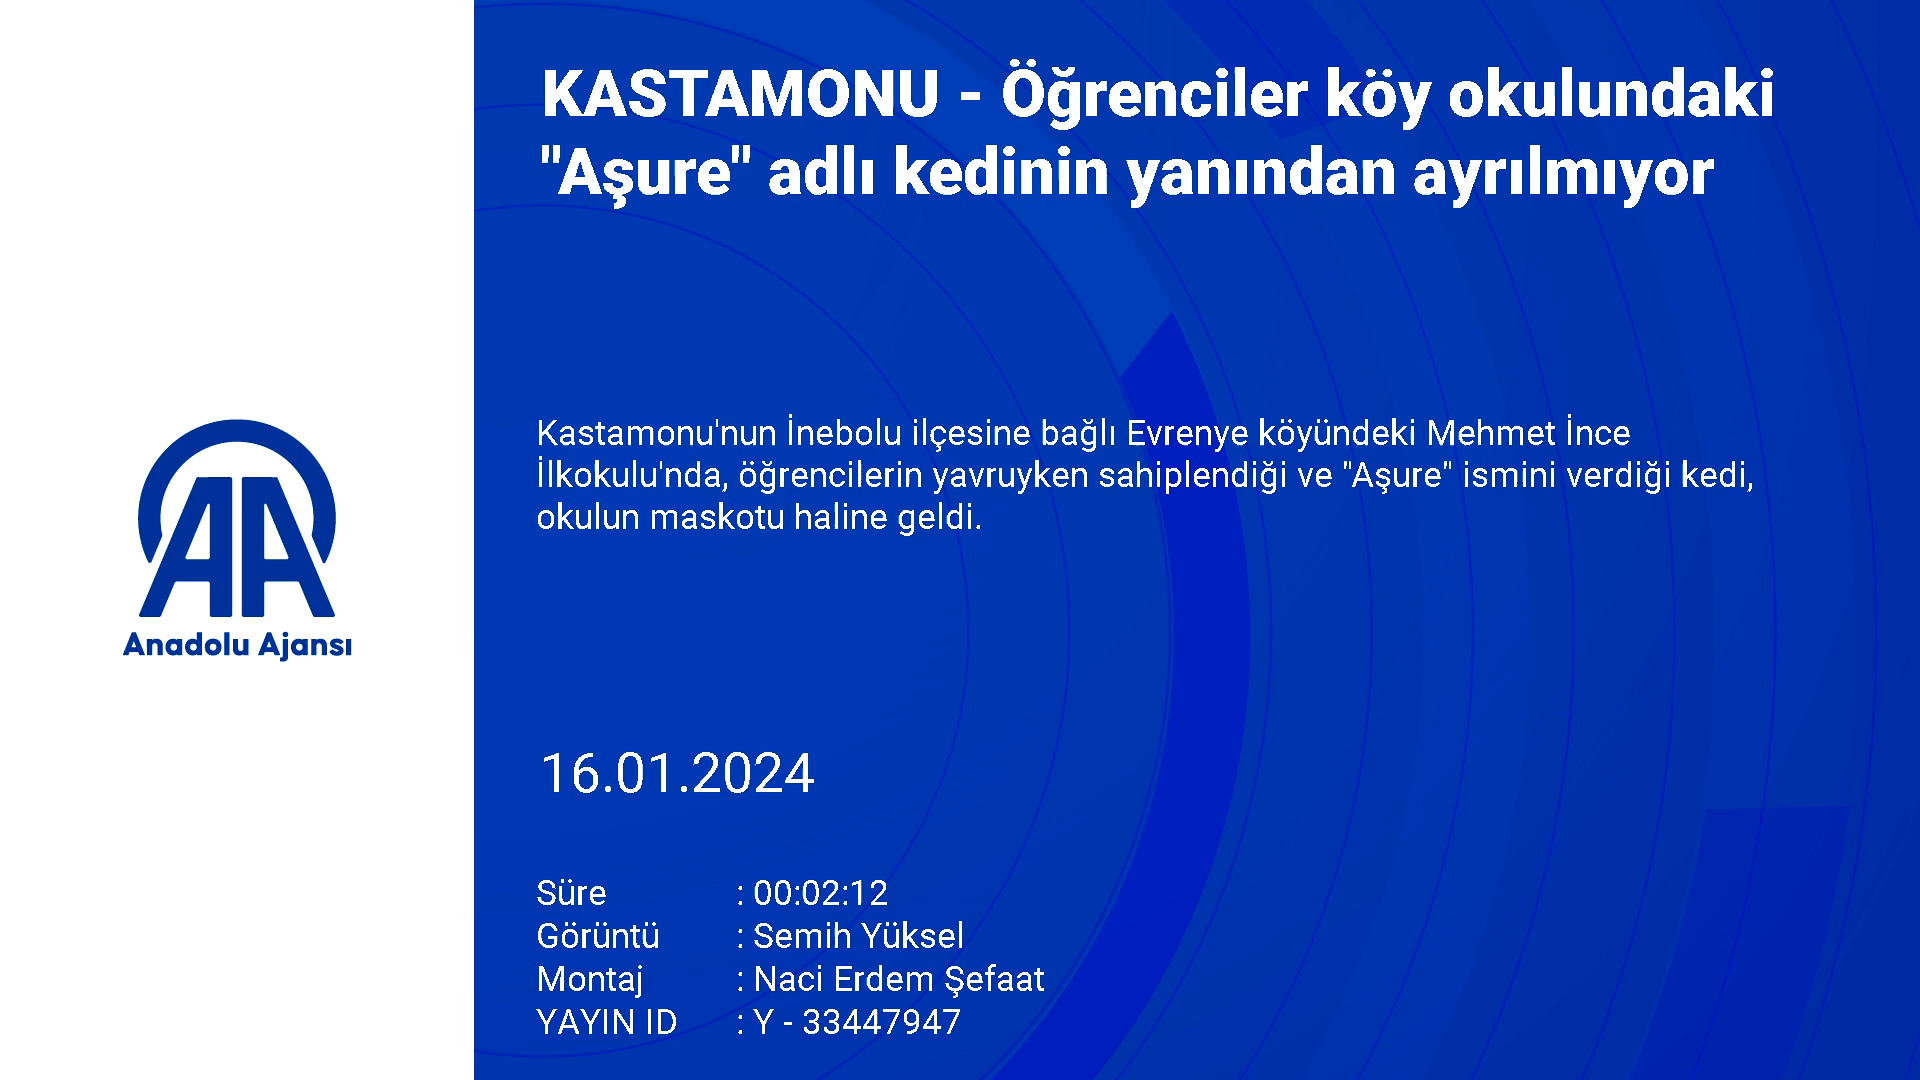 KASTAMONU - Öğrenciler köy okulundaki
"Aşure" adlı kedinin yanından ayrılmıyor
Kastamonu'nun İnebolu ilçesine bağlı Evrenye köyündeki Mehmet İnce
İlkokulu'nda, öğrencilerin yavruyken sahiplendiği ve "Aşure" ismini verdiği kedi,
okulun maskotu haline geldi.
AA
Anadolu Ajansı
16.01.2024
Süre : 00:02:12
Görüntü : Semih Yüksel
Montaj : Naci Erdem Şefaat
YAYIN ID : Y - 33447947